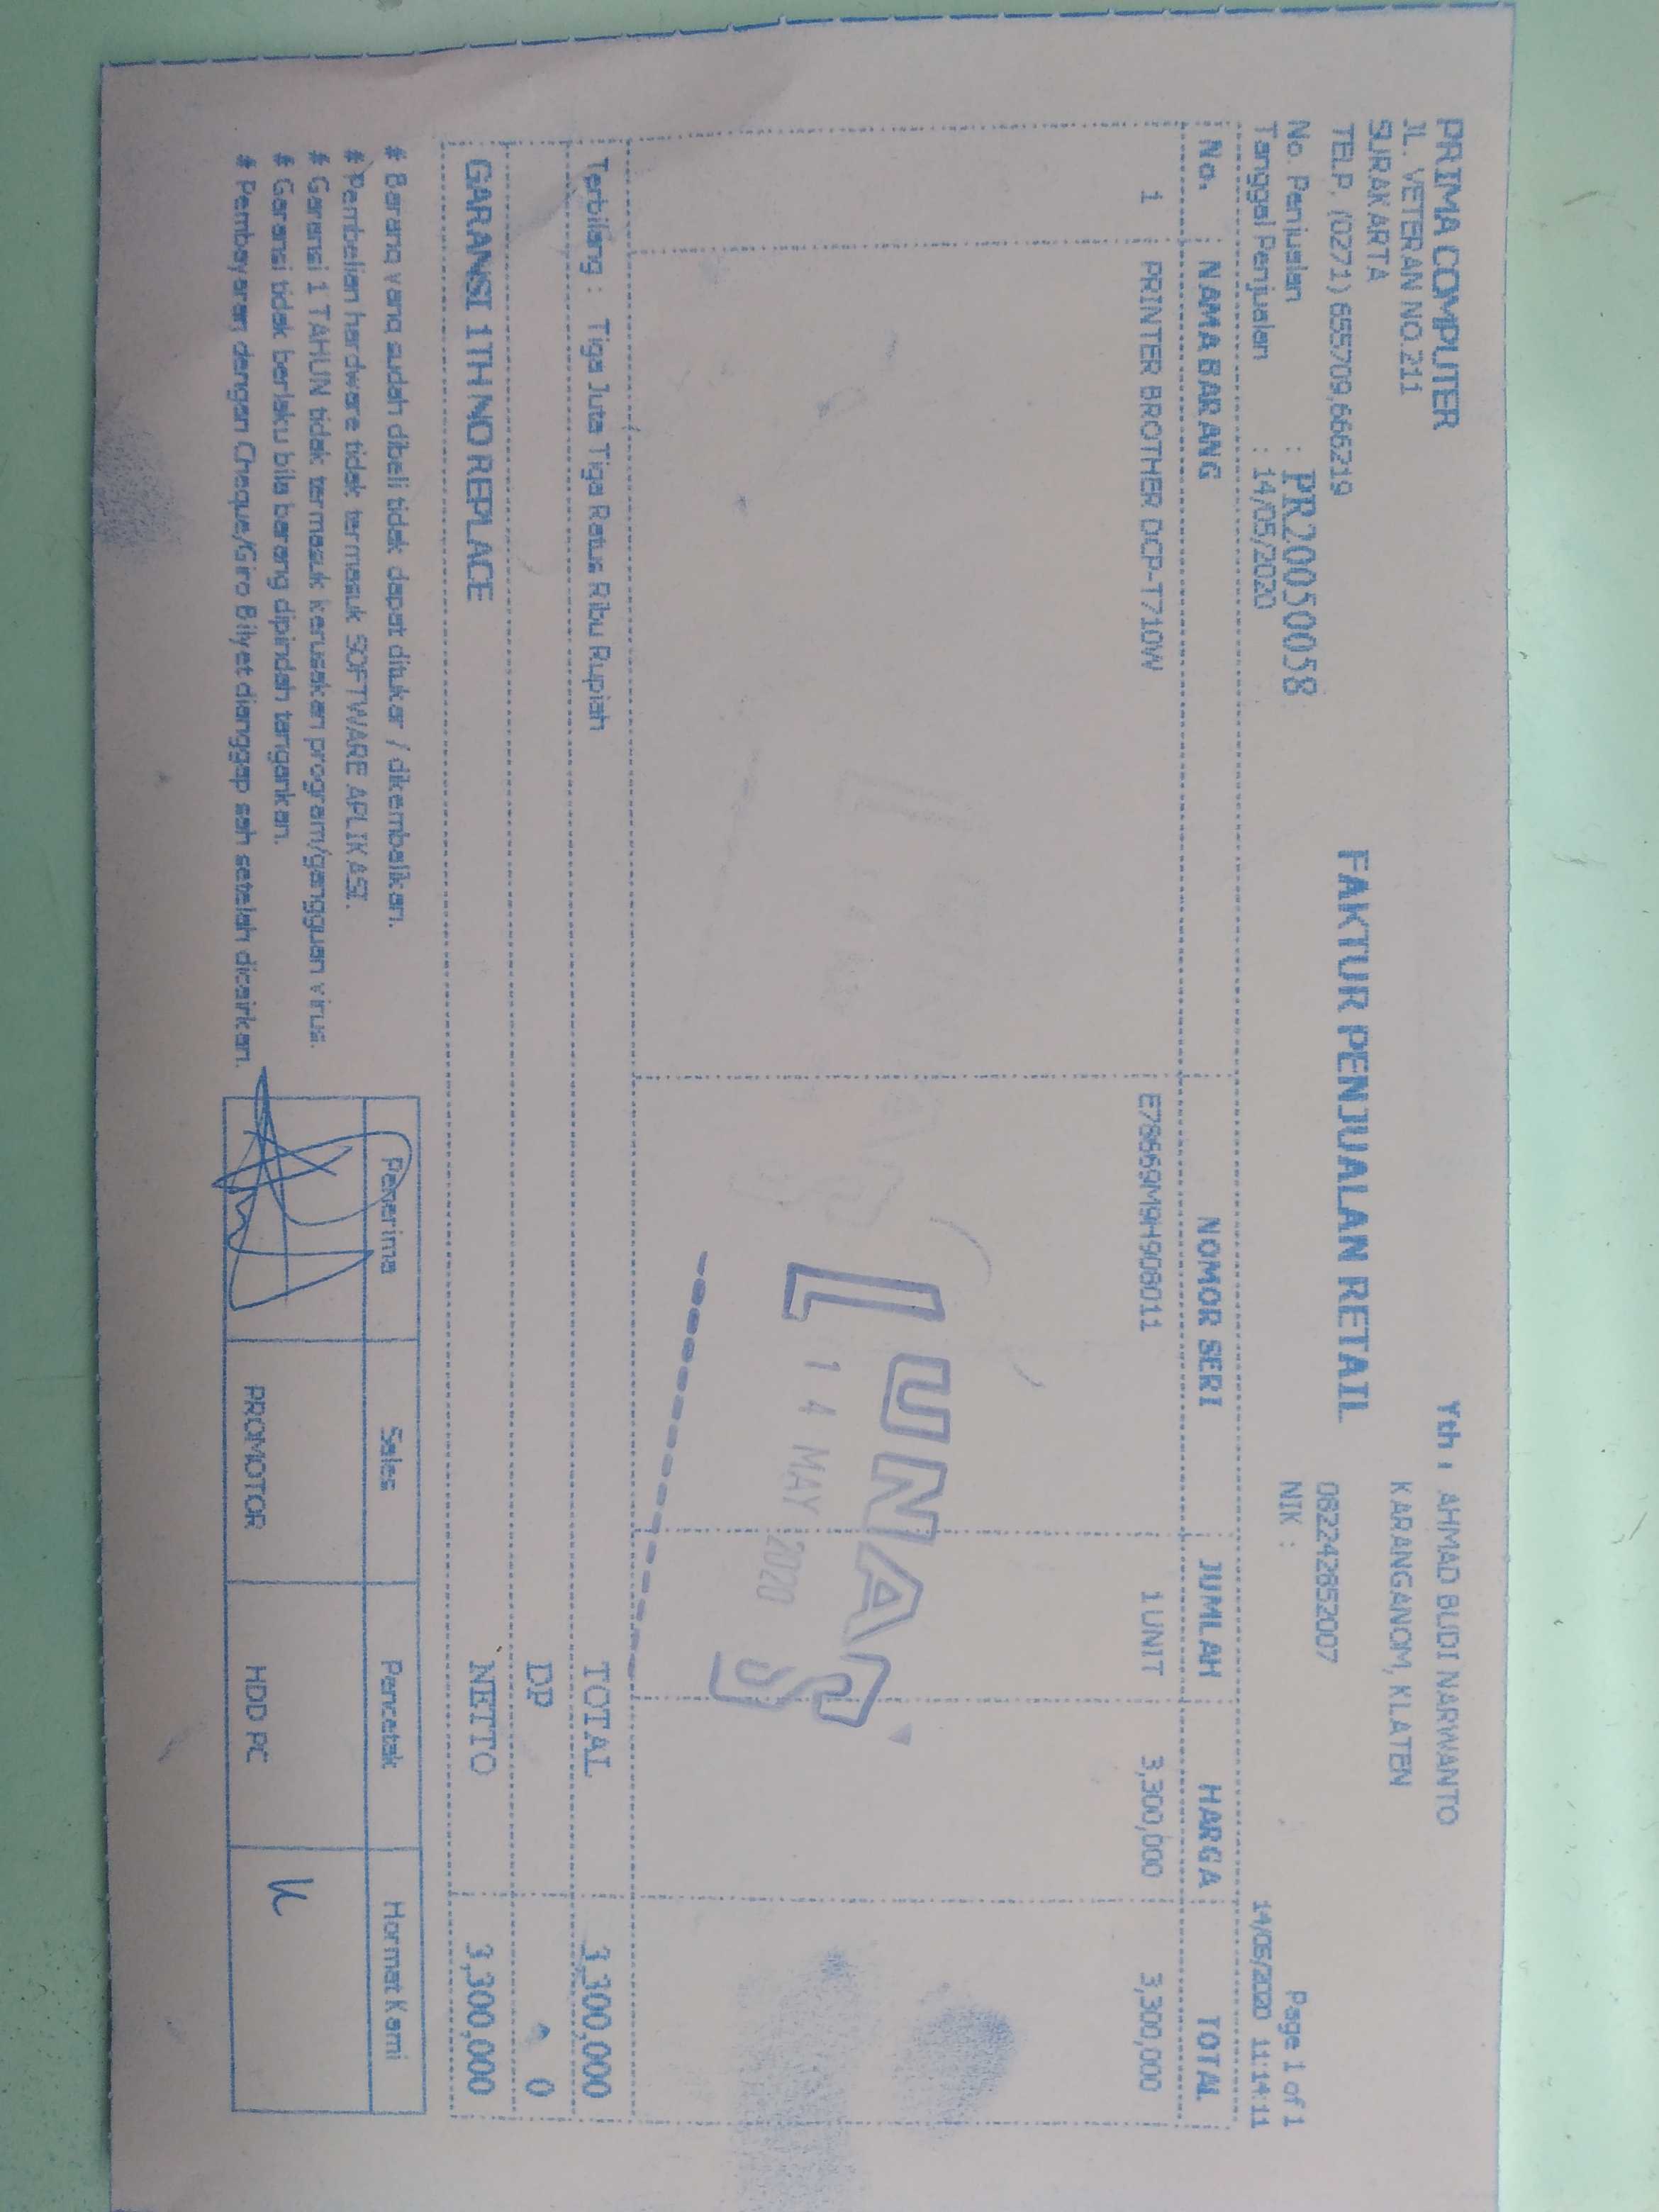 PRIMA COMPUTER
JL. VETERAN NO.211
SURAKARTA
TELP. (0271) 655709,666219
No. Penjualan : PR20050058
Tanggal Penjualan : 14/05/2020
FAKTUR PENJUALAN RETAIL
Yth : AHMAD BUDI NARWANTO
KARANGANOM, KLATEN
082242852007
NIK :
Page 1 of 1
14/05/2020 11:14:11
No. NAMA BARANG NOMOR SERI JUMLAH HARGA TOTAL
1 PRINTER BROTHER DCP-T710W E78869M9H908011 1 UNIT 3,300,000 3,300,000
LUNAS
14 MAY 2020
Terbilang : Tiga Juta Tiga Ratus Ribu Rupiah TOTAL 3,300,000
DP 0
GARANSI 1TH NO REPLACE NETTO 3,300,000
# Barang yang sudah dibeli tidak dapat ditukar / dikembalikan.
# Pembelian hardware tidak termasuk SOFTWARE APLIKASI.
# Garansi 1 TAHUN tidak termasuk kerusakan program/gangguan virus.
# Garansi tidak berlaku bila barang dipindah tangankan.
# Pembayaran dengan Cheque/Giro Bilyet dianggap sah setelah dicairkan.
Penerima Sales Pencetak Hormat Kami
PROMOTOR HDD PC